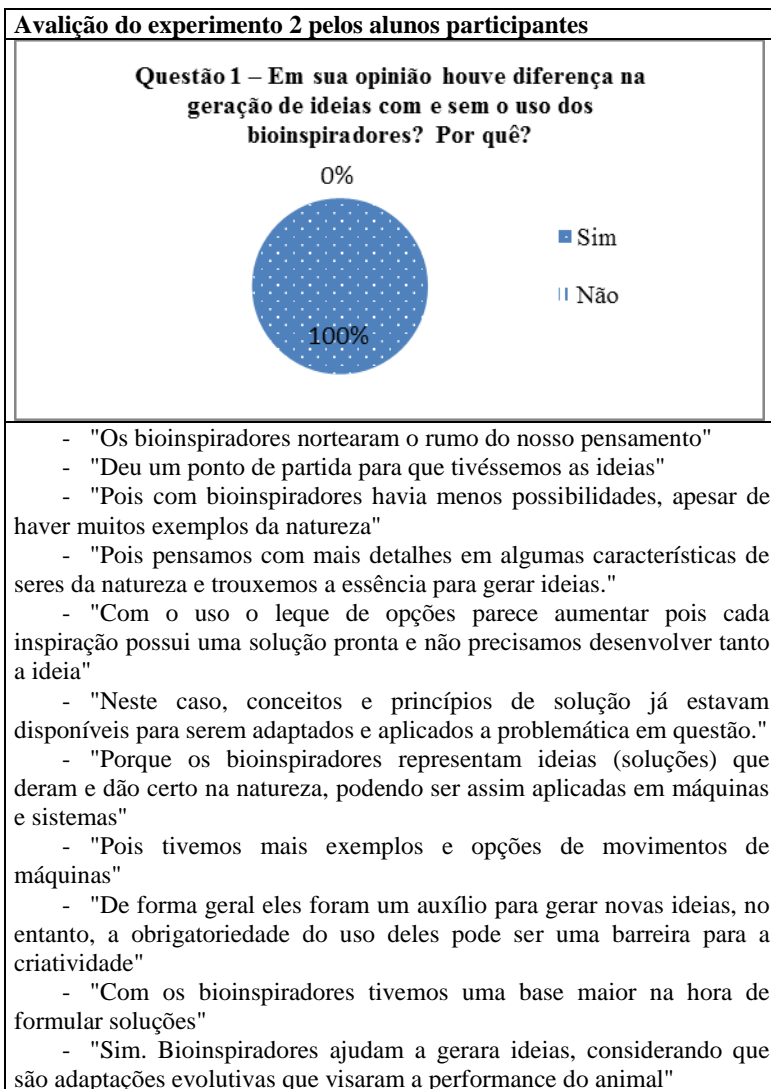 Avalição do experimento 2 pelos alunos participantes
Questão 1 – Em sua opinião houve diferença na
geração de ideias com e sem o uso dos
bioinspiradores? Por quê?
0%
Sim
Não
100%
- "Os bioinspiradores nortearam o rumo do nosso pensamento"
- "Deu um ponto de partida para que tivéssemos as ideias"
- "Pois com bioinspiradores havia menos possibilidades, apesar de
haver muitos exemplos da natureza"
- "Pois pensamos com mais detalhes em algumas características de
seres da natureza e trouxemos a essência para gerar ideias."
- "Com o uso o leque de opções parece aumentar pois cada
inspiração possui uma solução pronta e não precisamos desenvolver tanto
a ideia"
- "Neste caso, conceitos e princípios de solução já estavam
disponíveis para serem adaptados e aplicados a problemática em questão."
- "Porque os bioinspiradores representam ideias (soluções) que
deram e dão certo na natureza, podendo ser assim aplicadas em máquinas
e sistemas"
- "Pois tivemos mais exemplos e opções de movimentos de
máquinas"
- "De forma geral eles foram um auxílio para gerar novas ideias, no
entanto, a obrigatoriedade do uso deles pode ser uma barreira para a
criatividade"
- "Com os bioinspiradores tivemos uma base maior na hora de
formular soluções"
- "Sim. Bioinspiradores ajudam a gerara ideias, considerando que
são adaptações evolutivas que visaram a performance do animal"